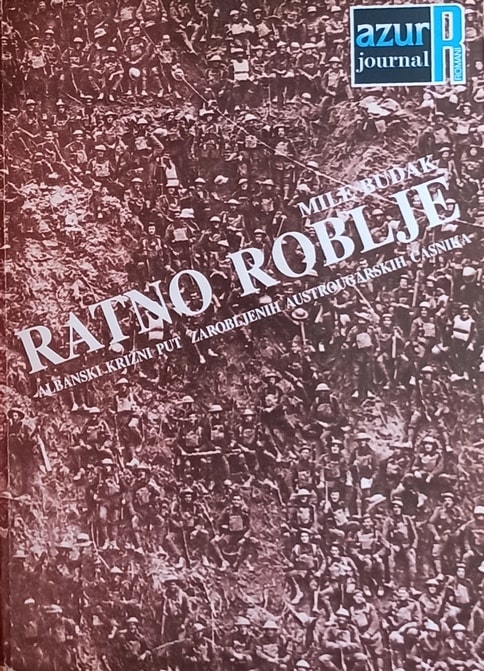 azur
journal
R
ROMANI
MILE BUDAK
RATNO ROBLJE
ALBANSKI KRIŽNI PUT ZAROBLJENIH AUSTROUGARSKIH ČASNIKA